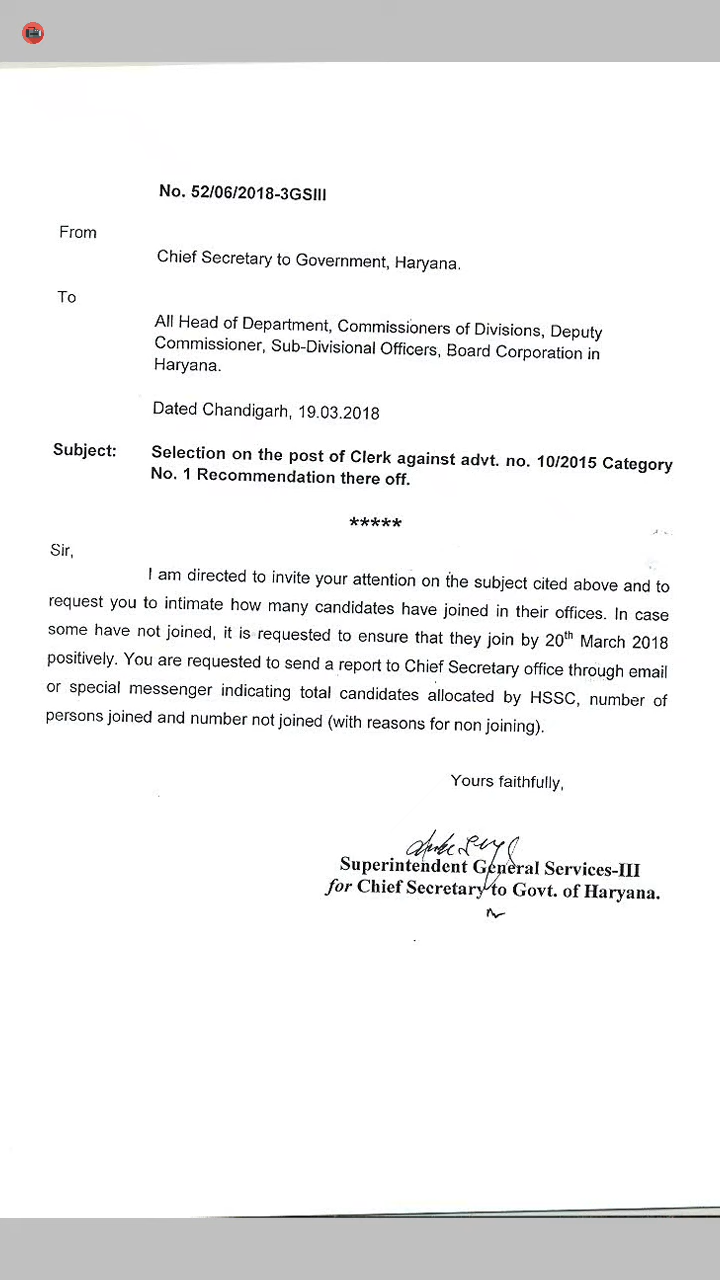 No. 52/06/2018-3GSIII
From
Chief Secretary to Government, Haryana.
To
All Head of Department, Commissioners of Divisions, Deputy
Commissioner, Sub-Divisional Officers, Board Corporation in
Haryana.
Dated Chandigarh, 19.03.2018
Subject: Selection on the post of Clerk against advt. no. 10/2015 Category
No. 1 Recommendation there off.
*****
Sir,
I am directed to invite your attention on the subject cited above and to
request you to intimate how many candidates have joined in their offices. In case
some have not joined, it is requested to ensure that they join by 20th March 2018
positively. You are requested to send a report to Chief Secretary office through email
or special messenger indicating total candidates allocated by HSSC, number of
persons joined and number not joined (with reasons for non joining).
Yours faithfully,
Superintendent General Services-III
for Chief Secretary to Govt. of Haryana.